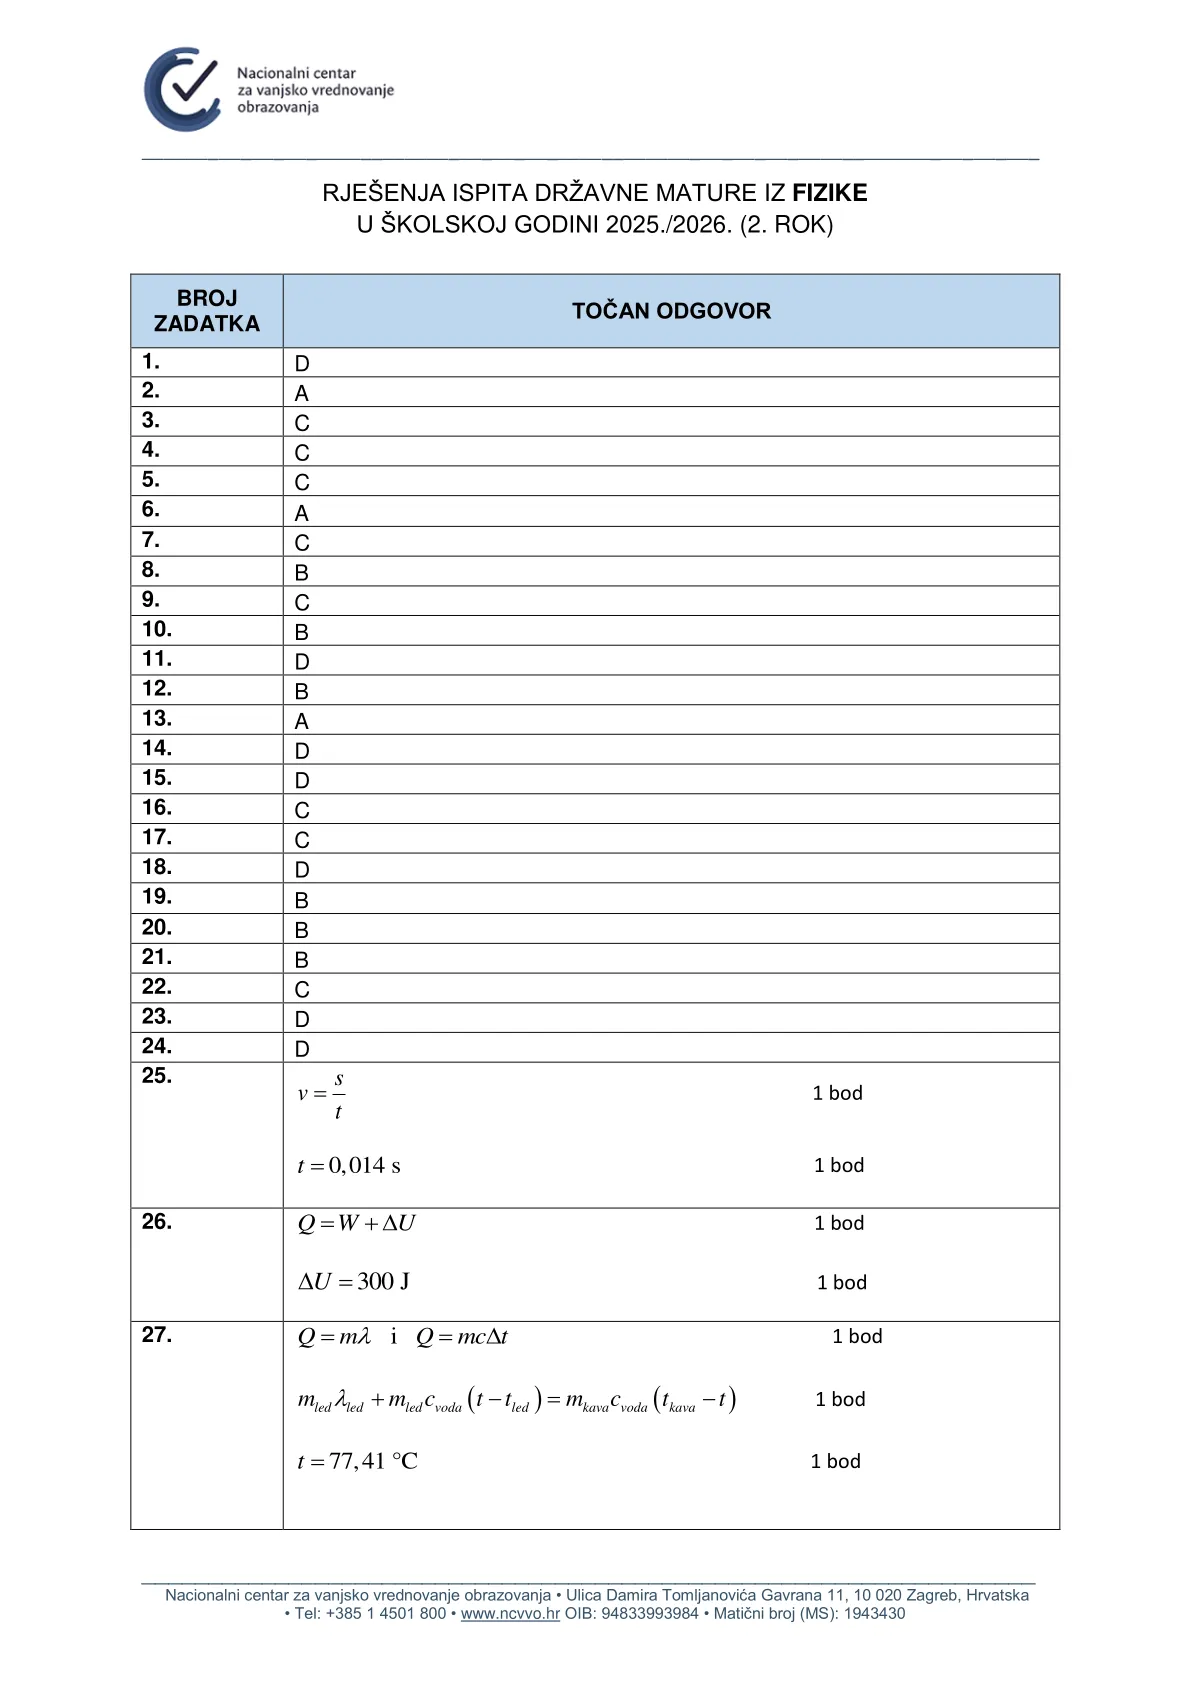 Nacionalni centar
za vanjsko vrednovanje
obrazovanja
RJEŠENJA ISPITA DRŽAVNE MATURE IZ FIZIKE
U ŠKOLSKOJ GODINI 2025./2026. (2. ROK)
BROJ ZADATKA TOČAN ODGOVOR
1. D
2. A
3. C
4. C
5. C
6. A
7. C
8. B
9. C
10. B
11. D
12. B
13. A
14. D
15. D
16. C
17. C
18. D
19. B
20. B
21. B
22. C
23. D
24. D
25. v = s/t 1 bod
t = 0,014 s 1 bod
26. Q = W + ΔU 1 bod
ΔU = 300 J 1 bod
27. Q = mλ i Q = mcΔt 1 bod
m_led λ_led + m_led c_voda (t − t_led) = m_kava c_voda (t_kava − t) 1 bod
t = 77,41 °C 1 bod
Nacionalni centar za vanjsko vrednovanje obrazovanja • Ulica Damira Tomljanovića Gavrana 11, 10 020 Zagreb, Hrvatska
• Tel: +385 1 4501 800 • www.ncvvo.hr OIB: 94833993984 • Matični broj (MS): 1943430